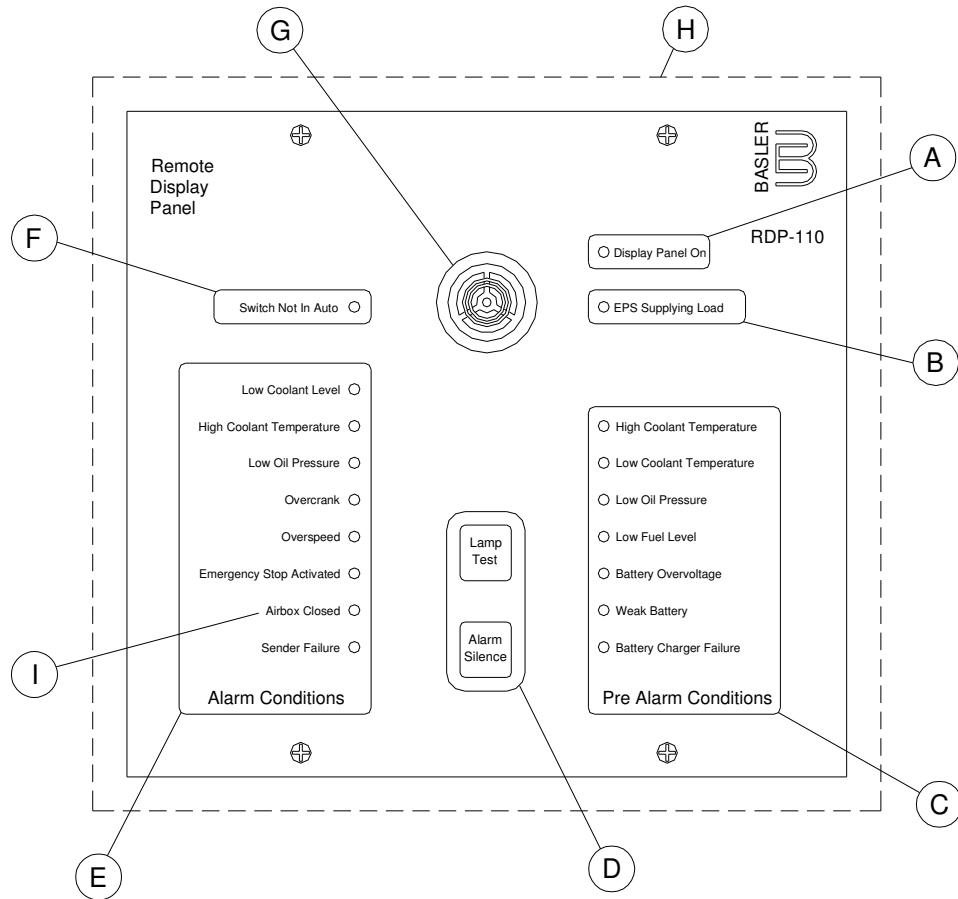 G
H
A
BASLER
Remote
Display
Panel
RDP-110
F
Display Panel On
Switch Not In Auto
EPS Supplying Load
B
Low Coolant Level
High Coolant Temperature
Low Oil Pressure
Overcrank
Overspeed
Emergency Stop Activated
Airbox Closed
Sender Failure
Alarm Conditions
I
Lamp
Test
Alarm
Silence
High Coolant Temperature
Low Coolant Temperature
Low Oil Pressure
Low Fuel Level
Battery Overvoltage
Weak Battery
Battery Charger Failure
Pre Alarm Conditions
C
E
D